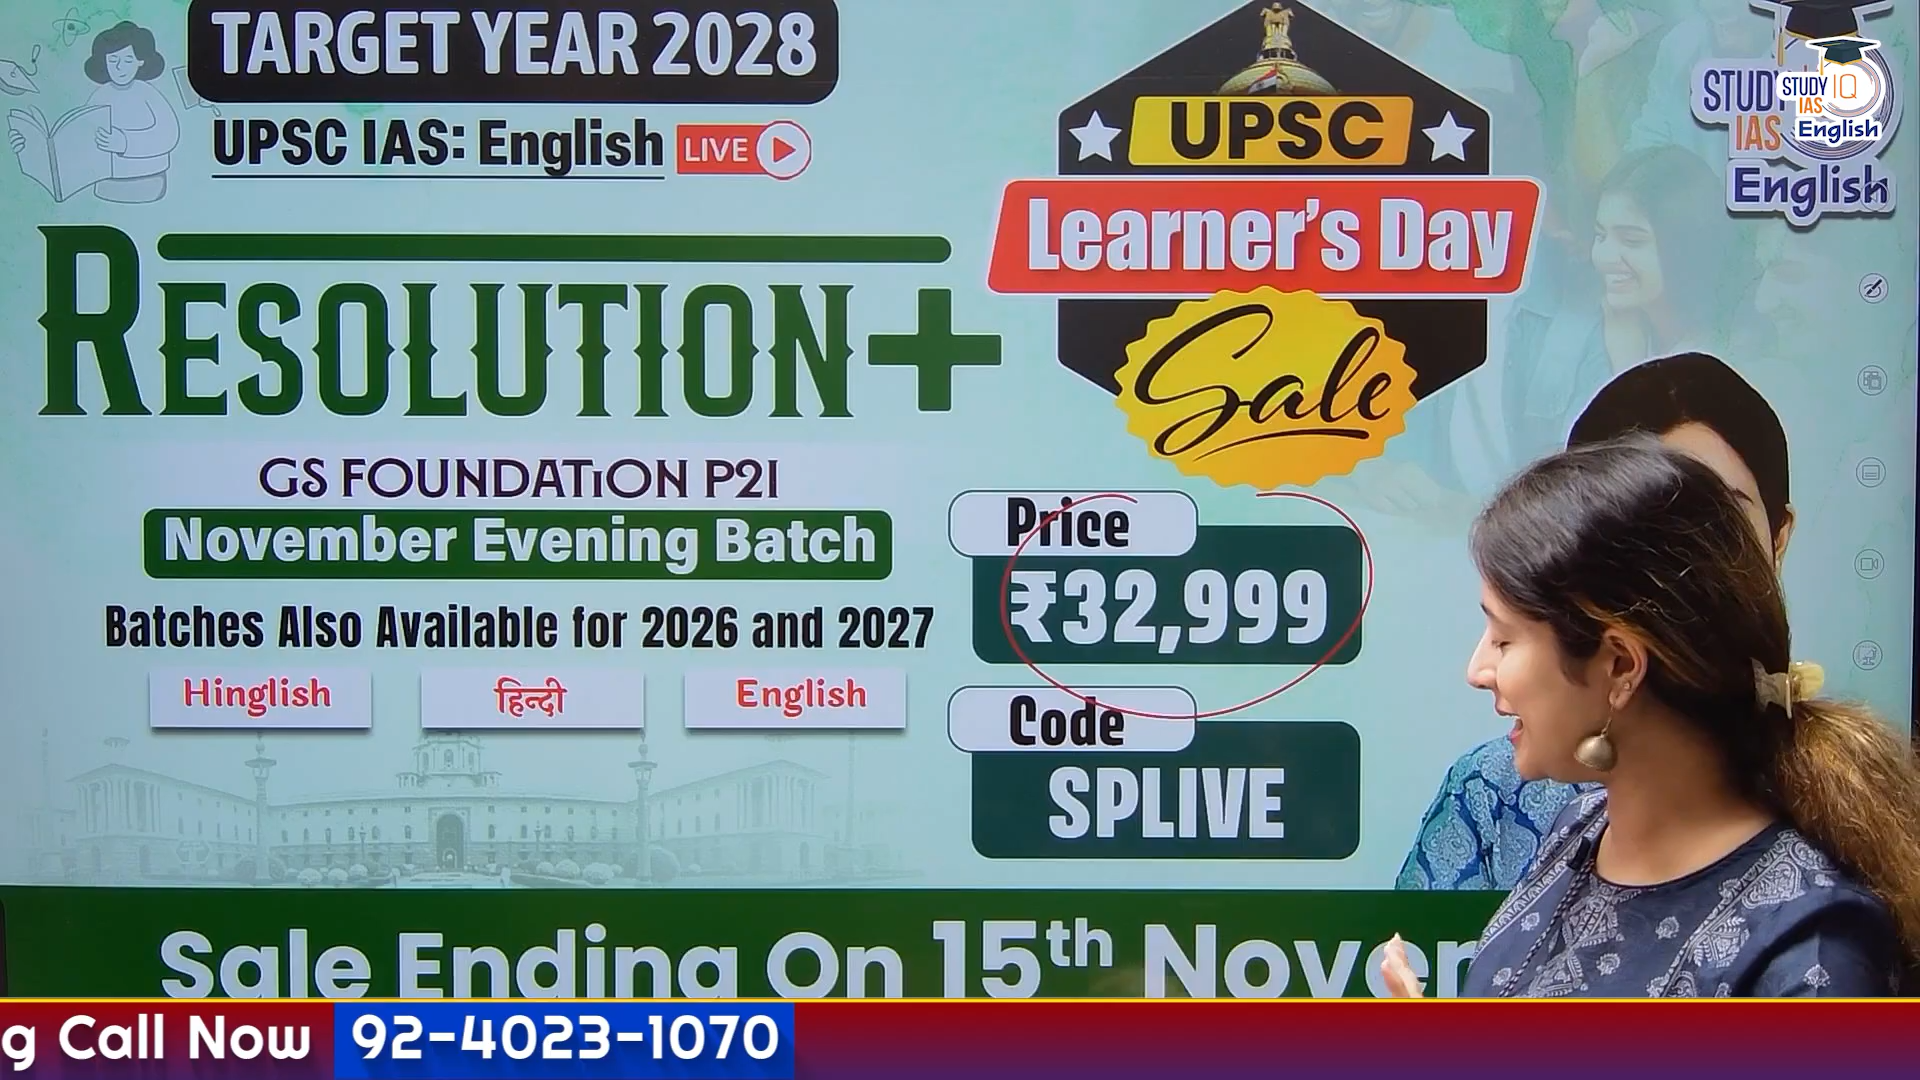 TARGET YEAR 2028
UPSC IAS: English LIVE
RESOLUTION+
GS FOUNDATION P2I
November Evening Batch
Batches Also Available for 2026 and 2027
Hinglish
हिन्दी
English
UPSC
Learner's Day
Sale
Price
₹32,999
Code
SPLIVE
STUDY
IAS
English
STUDY IQ
IAS
English
Sale Ending On 15th
g Call Now 92-4023-1070